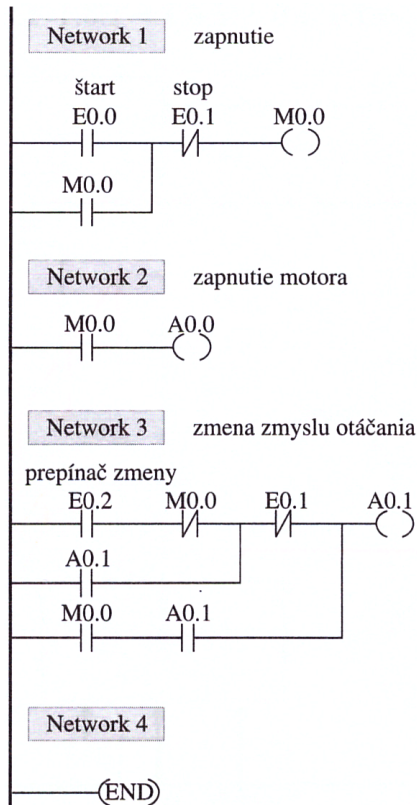 Network 1 zapnutie
štart stop
E0.0 E0.1 M0.0
M0.0
Network 2 zapnutie motora
M0.0 A0.0
Network 3 zmena zmyslu otáčania
prepínač zmeny
E0.2 M0.0 E0.1 A0.1
A0.1
M0.0 A0.1
Network 4
END